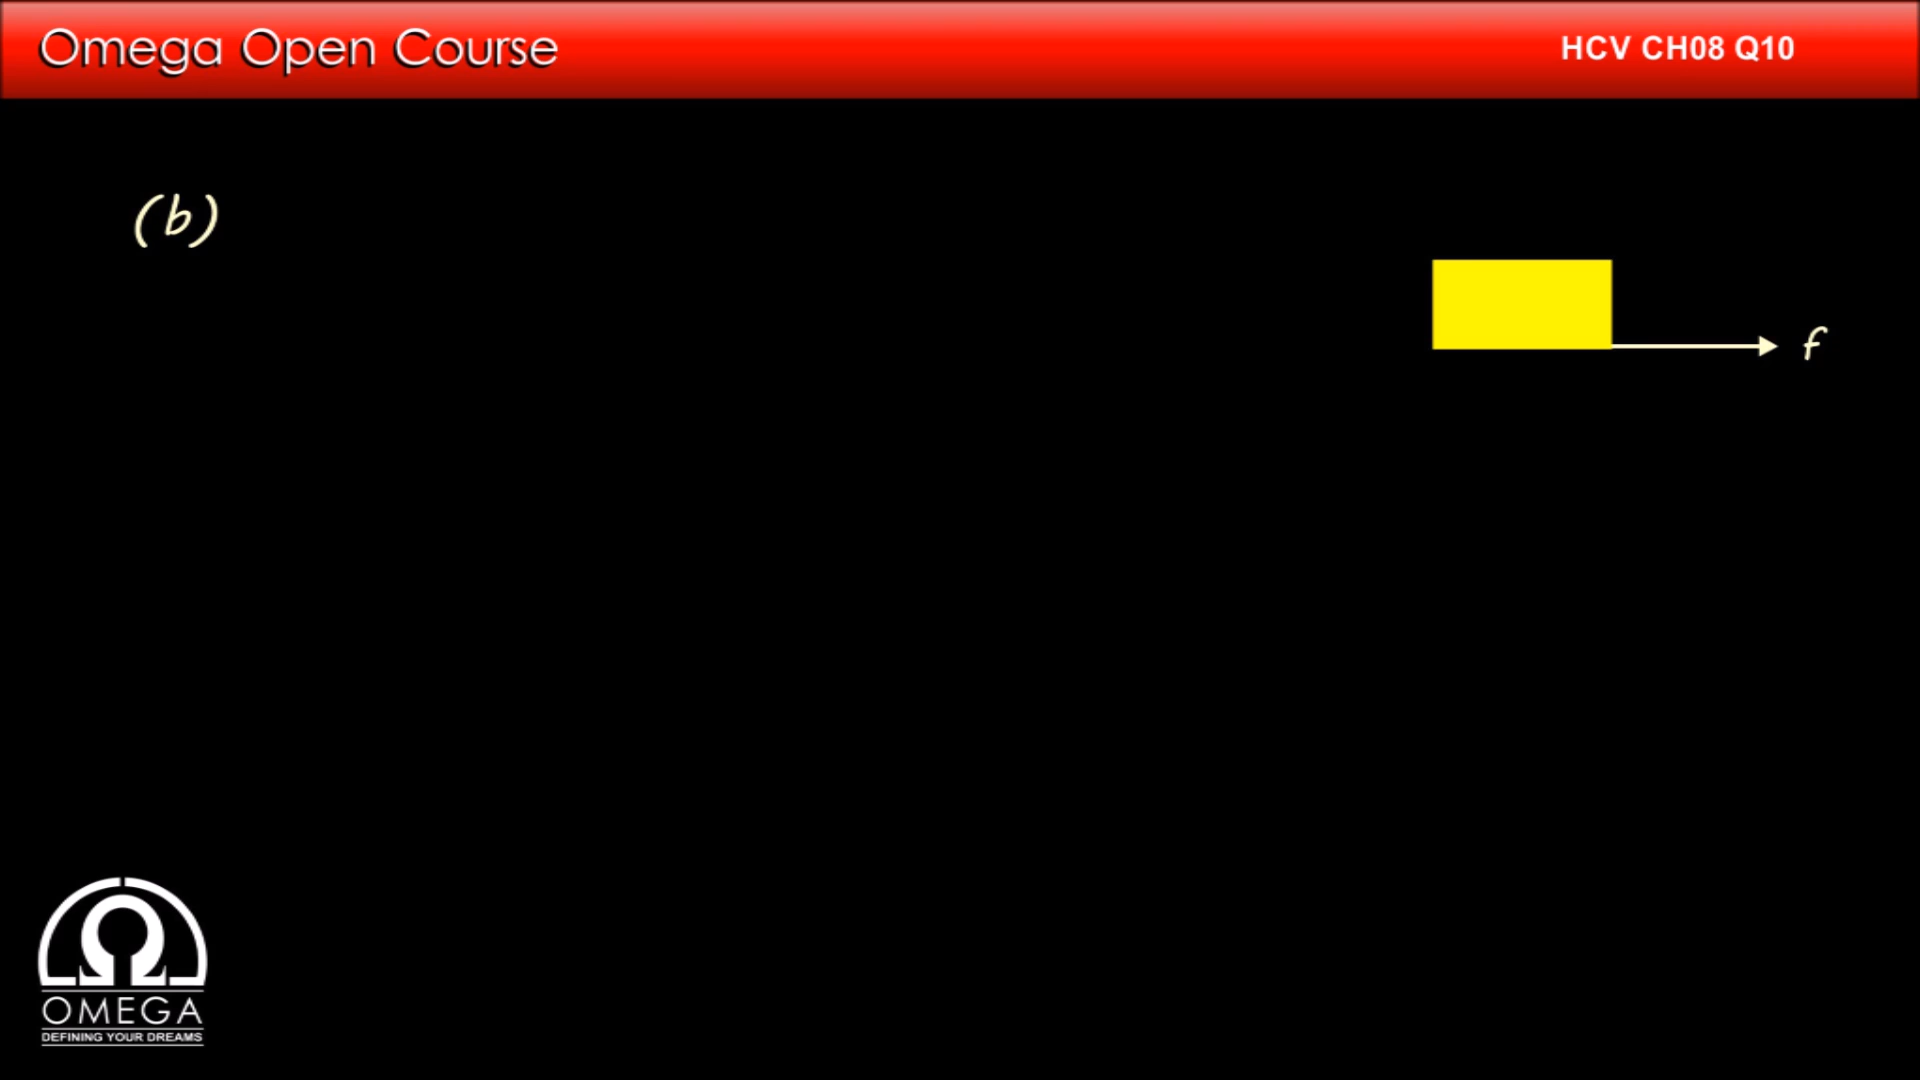 Omega Open Course
HCV CH08 Q10
(b)
f
OMEGA
DEFINING YOUR DREAMS